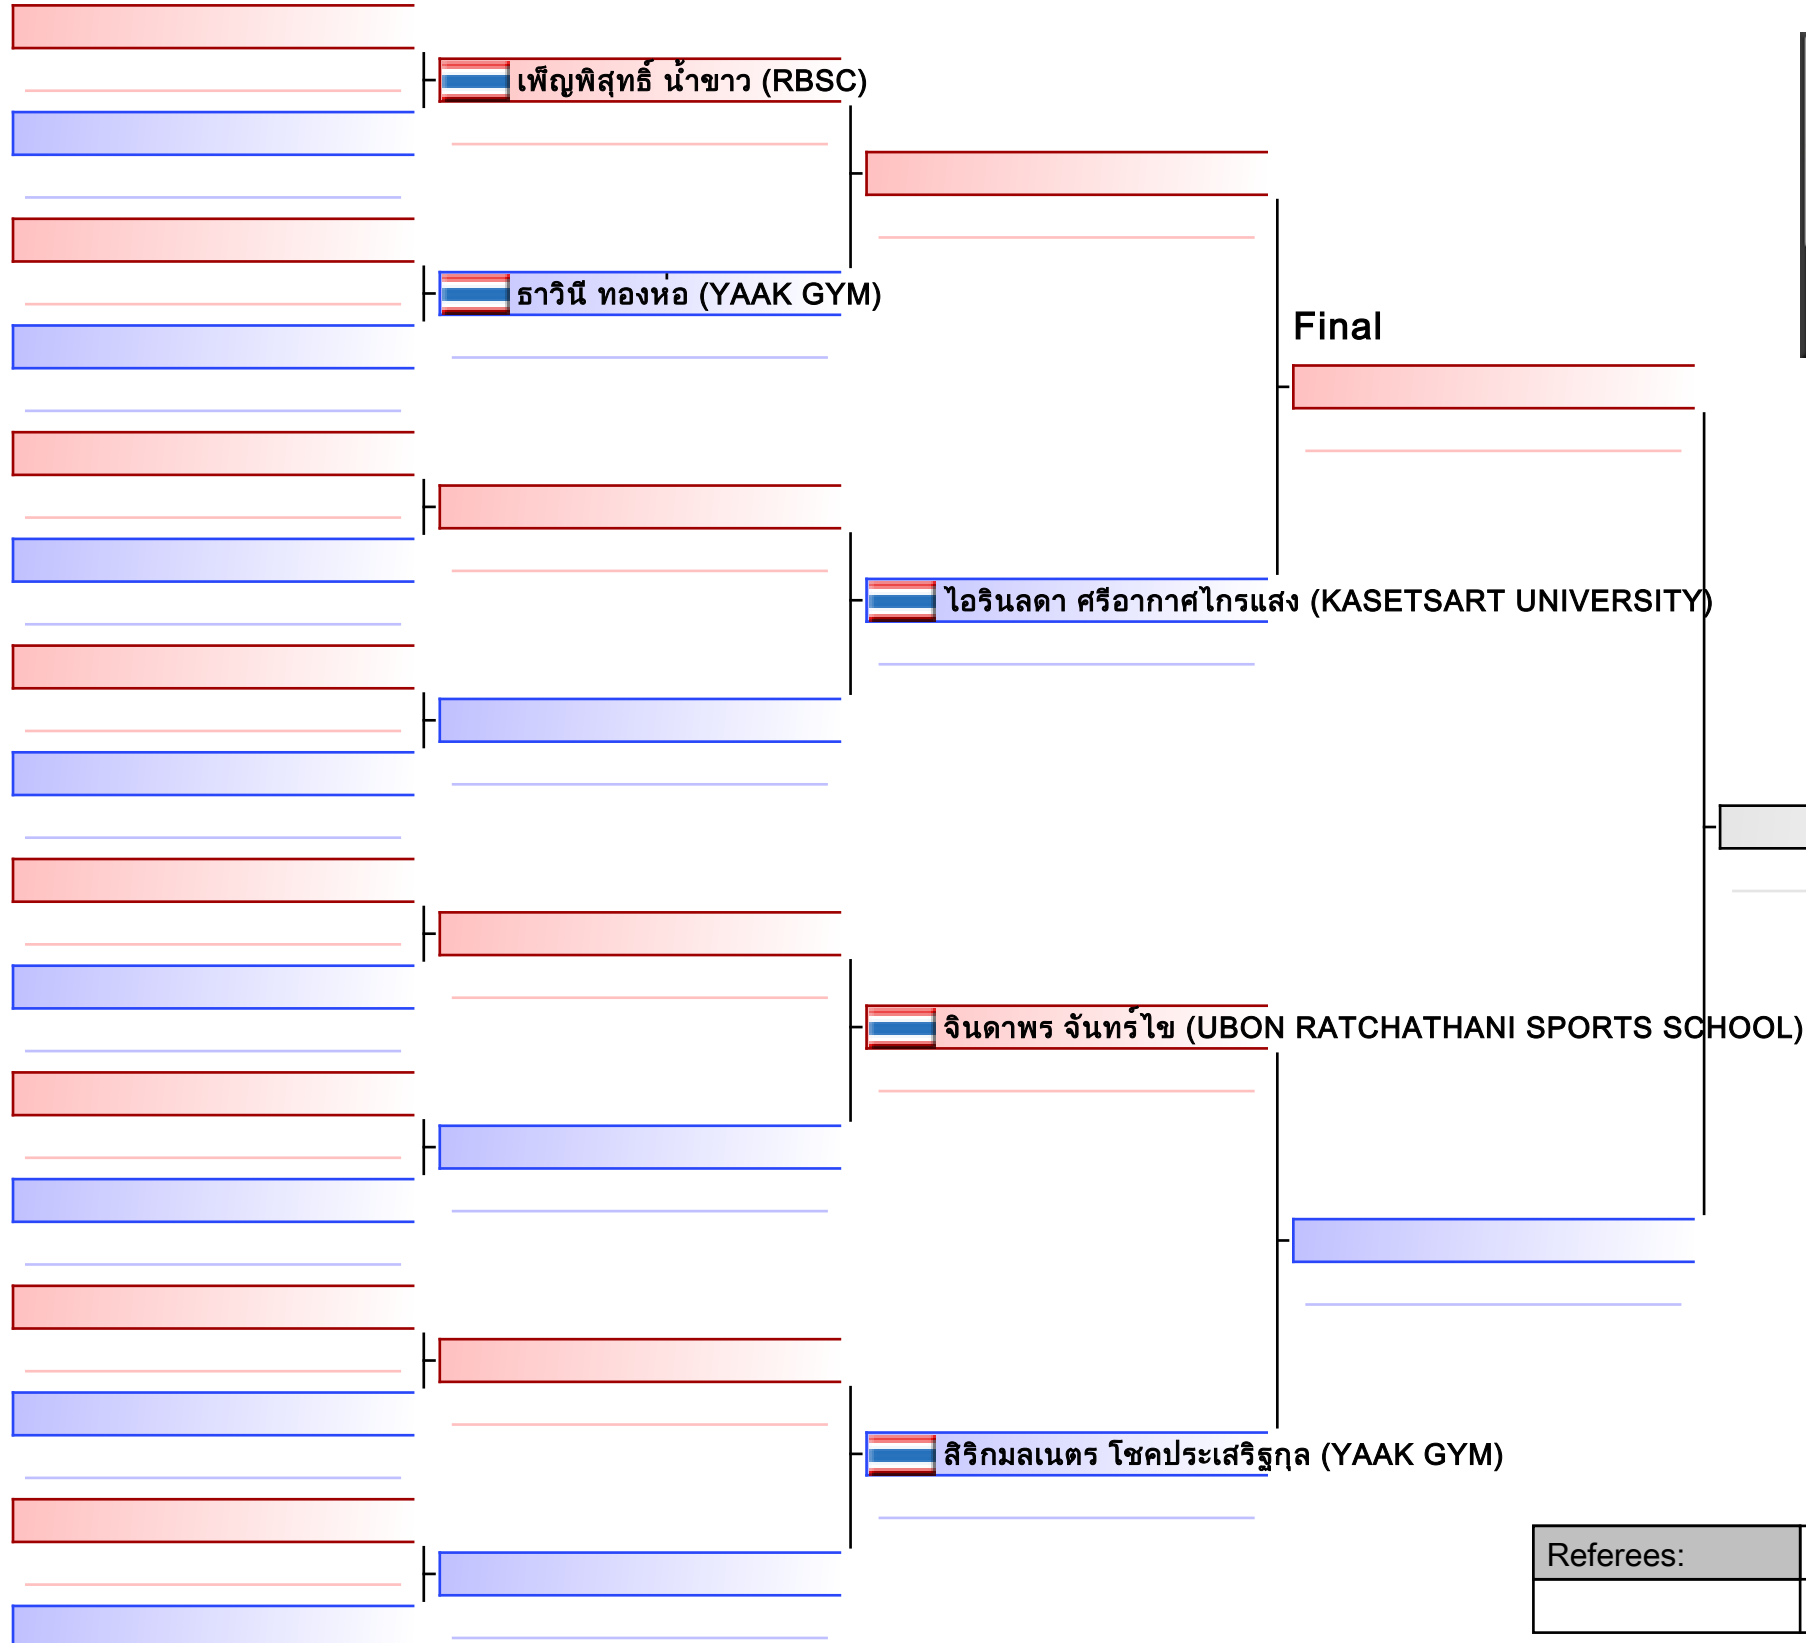 เพ็ญพิสุทธิ์ น้ำขาว (RBSC)
ธาวินี ทองห่อ (YAAK GYM)
Final
ไอรินลดา ศรีอากาศไกรแสง (KASETSART UNIVERSITY)
จินดาพร จันทร์ไข (UBON RATCHATHANI SPORTS SCHOOL)
สิริกมลเนตร โชคประเสริฐกุล (YAAK GYM)
Referees: